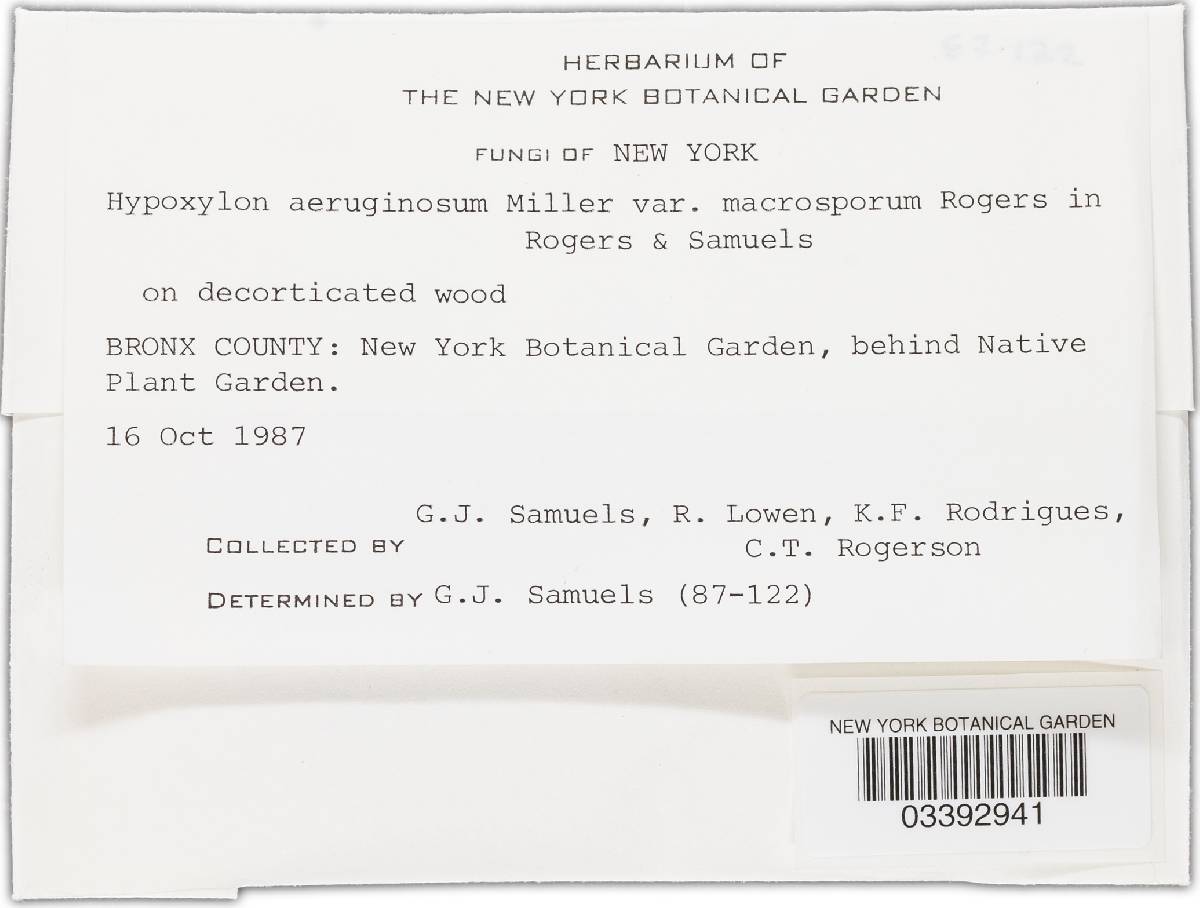 HERBARIUM OF
THE NEW YORK BOTANICAL GARDEN
FUNGI OF NEW YORK
Hypoxylon aeruginosum Miller var. macrosporum Rogers in
Rogers & Samuels
on decorticated wood
BRONX COUNTY: New York Botanical Garden, behind Native
Plant Garden.
16 Oct 1987
G.J. Samuels, R. Lowen, K.F. Rodrigues,
COLLECTED BY C.T. Rogerson
DETERMINED BY G.J. Samuels (87-122)
NEW YORK BOTANICAL GARDEN
03392941